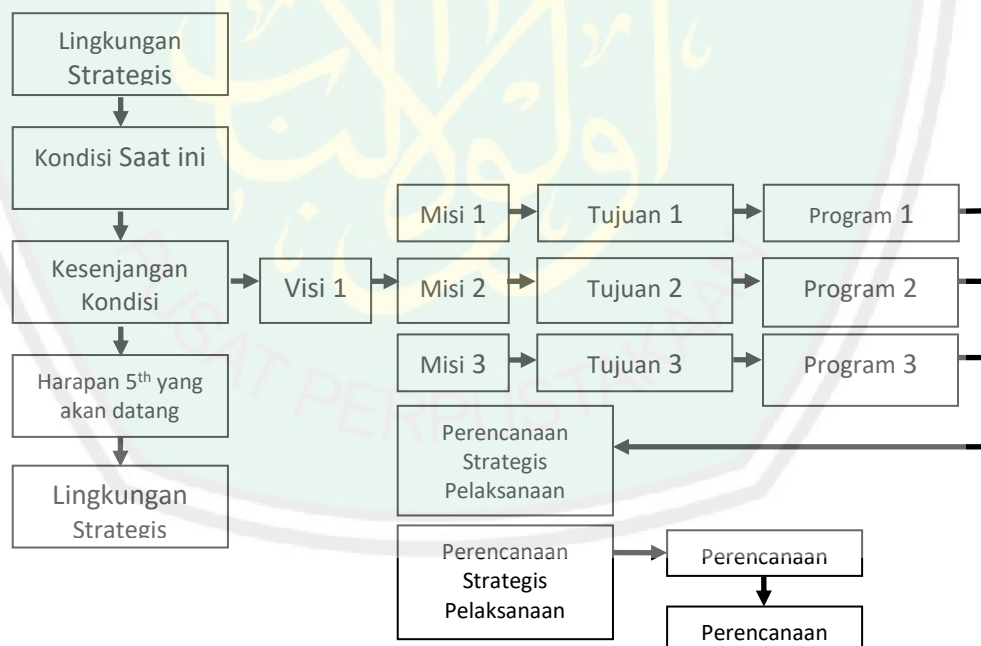 Lingkungan
Strategis
Kondisi Saat ini
Kesenjangan
Kondisi
Harapan 5th yang
akan datang
Lingkungan
Strategis
Visi 1
Misi 1
Tujuan 1
Program 1
Misi 2
Tujuan 2
Program 2
Misi 3
Tujuan 3
Program 3
Perencanaan
Strategis
Pelaksanaan
Perencanaan
Strategis
Pelaksanaan
Perencanaan
Perencanaan
PUSAT PERPUSTAKAAN